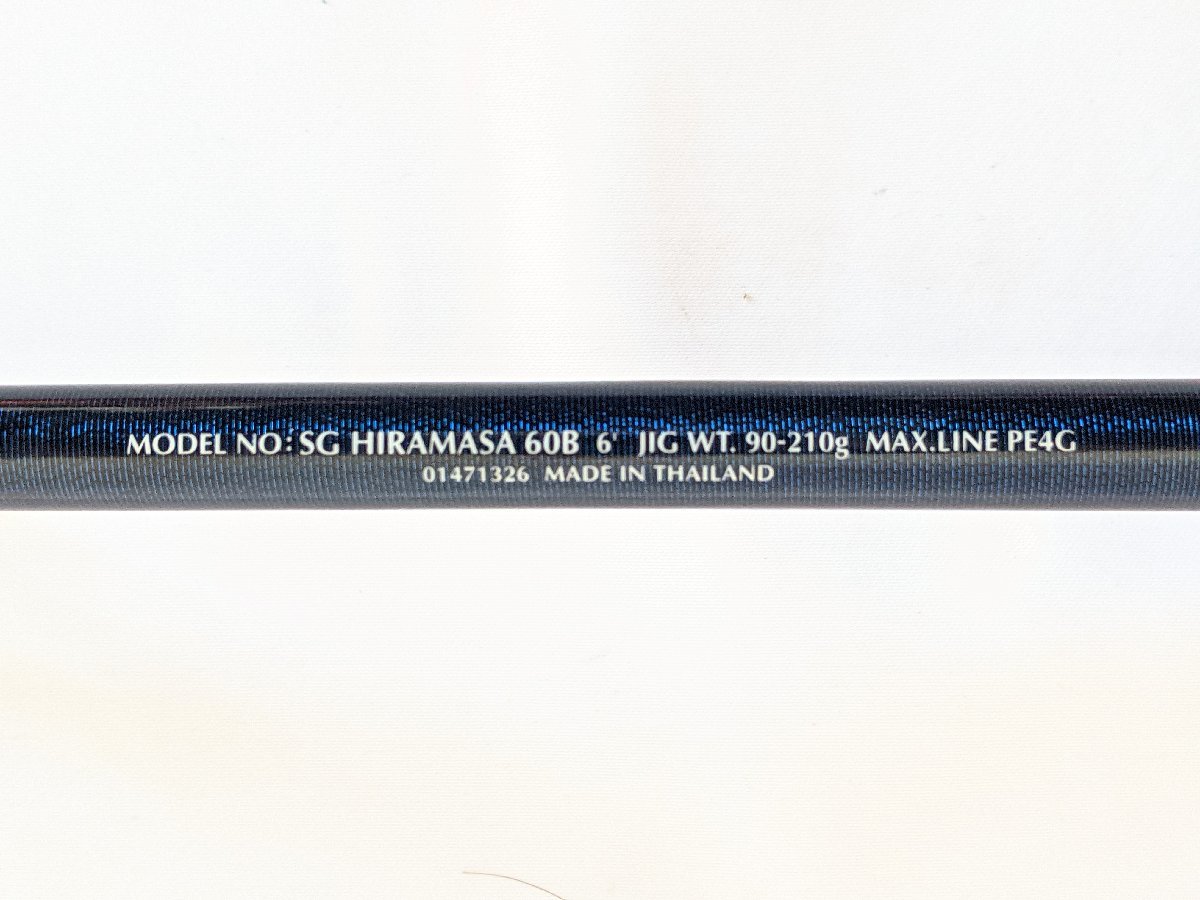 MODEL NO: SG HIRAMASA 60B 6' JIG WT. 90-210g MAX.LINE PE4G
01471326 MADE IN THAILAND